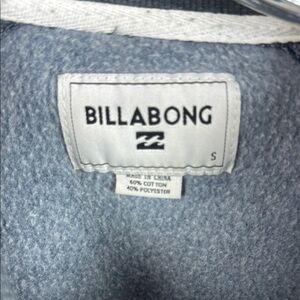 BILLABONG
S
MADE IN CHINA
60% COTTON
40% POLYESTER